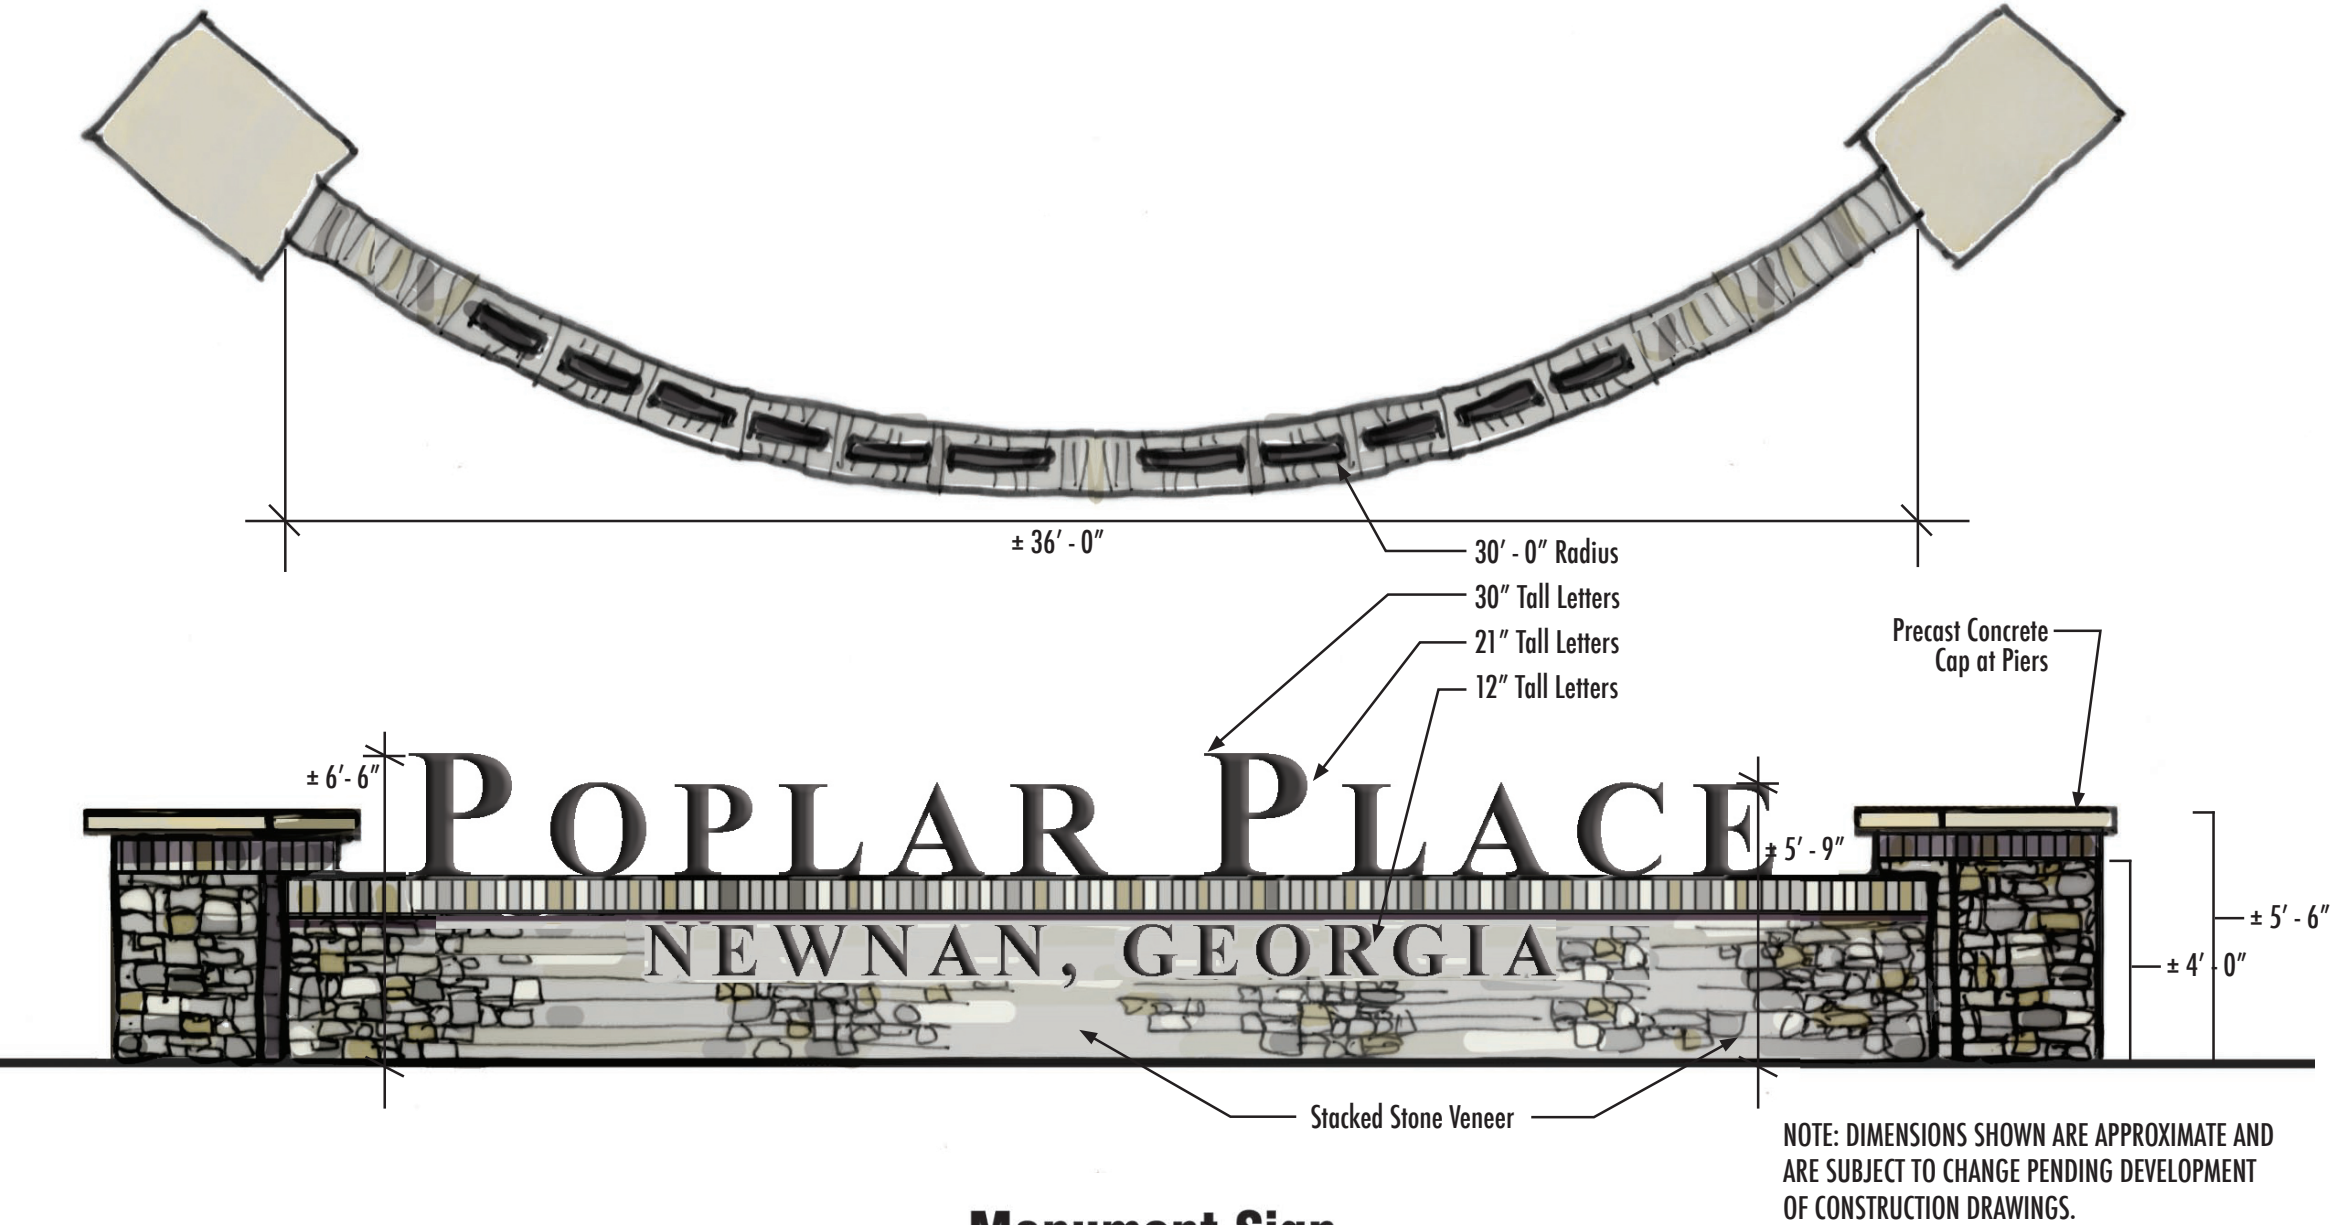 ± 36' - 0"
30' - 0" Radius
30" Tall Letters
21" Tall Letters
12" Tall Letters
Precast Concrete
Cap at Piers
± 6'- 6"
POPLAR PLACE
± 5' - 9"
NEWNAN, GEORGIA
± 5' - 6"
± 4' - 0"
Stacked Stone Veneer
NOTE: DIMENSIONS SHOWN ARE APPROXIMATE AND
ARE SUBJECT TO CHANGE PENDING DEVELOPMENT
OF CONSTRUCTION DRAWINGS.
Monument Sign